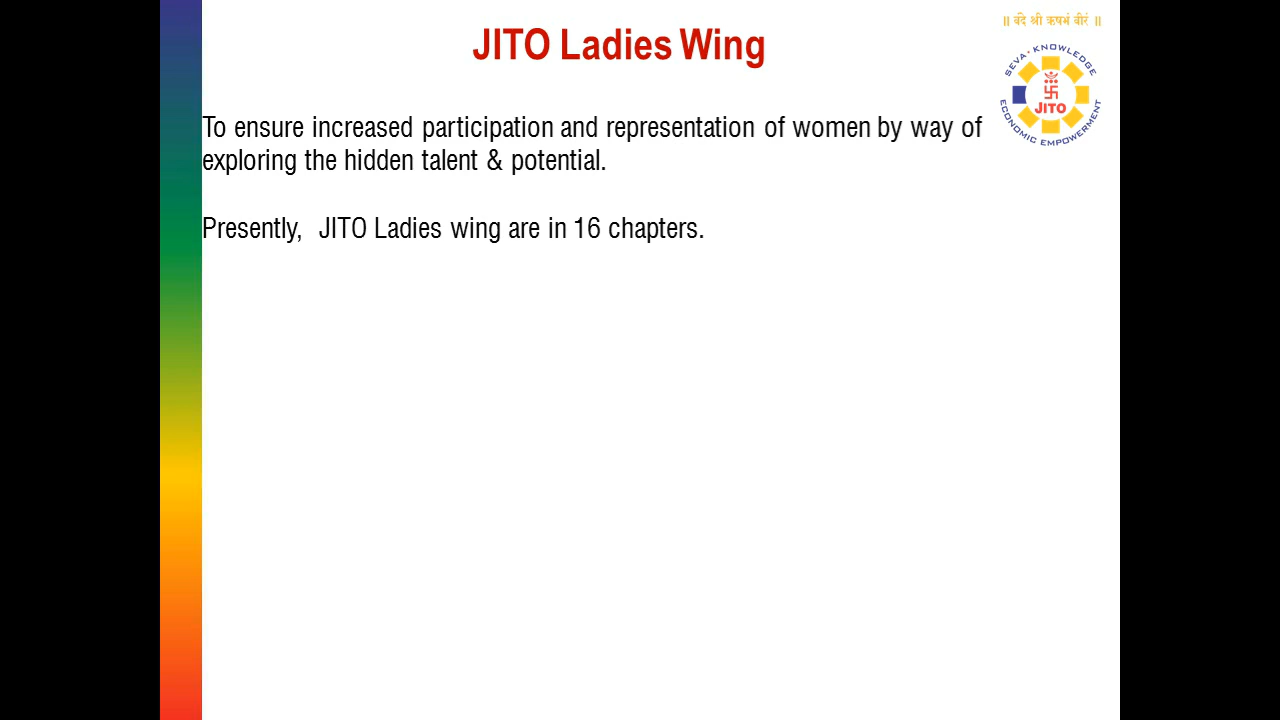 JITO Ladies Wing
॥ वंदे श्री ऋषभं वीरं ॥
SEVA • KNOWLEDGE
ECONOMIC EMPOWERMENT
JITO
To ensure increased participation and representation of women by way of
exploring the hidden talent & potential.
Presently,  JITO Ladies wing are in 16 chapters.